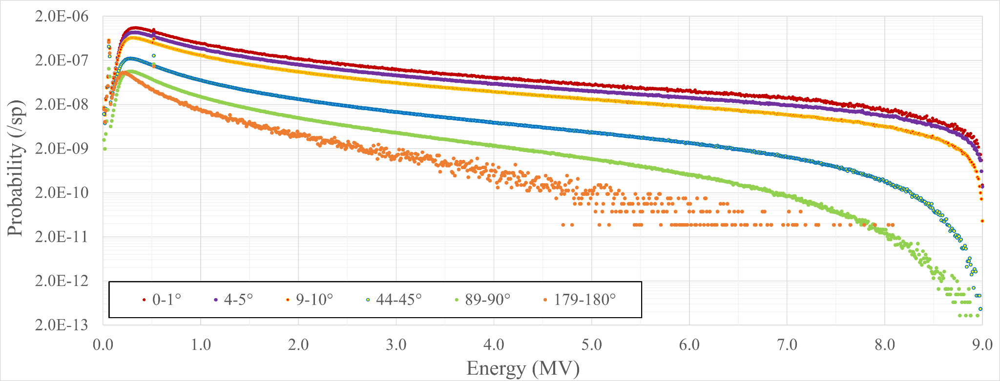 2.0E-06
2.0E-07
2.0E-08
2.0E-09
2.0E-10
2.0E-11
2.0E-12
2.0E-13
Probability (/sp)
0-1° 4-5° 9-10° 44-45° 89-90° 179-180°
0.0 1.0 2.0 3.0 4.0 5.0 6.0 7.0 8.0 9.0
Energy (MV)